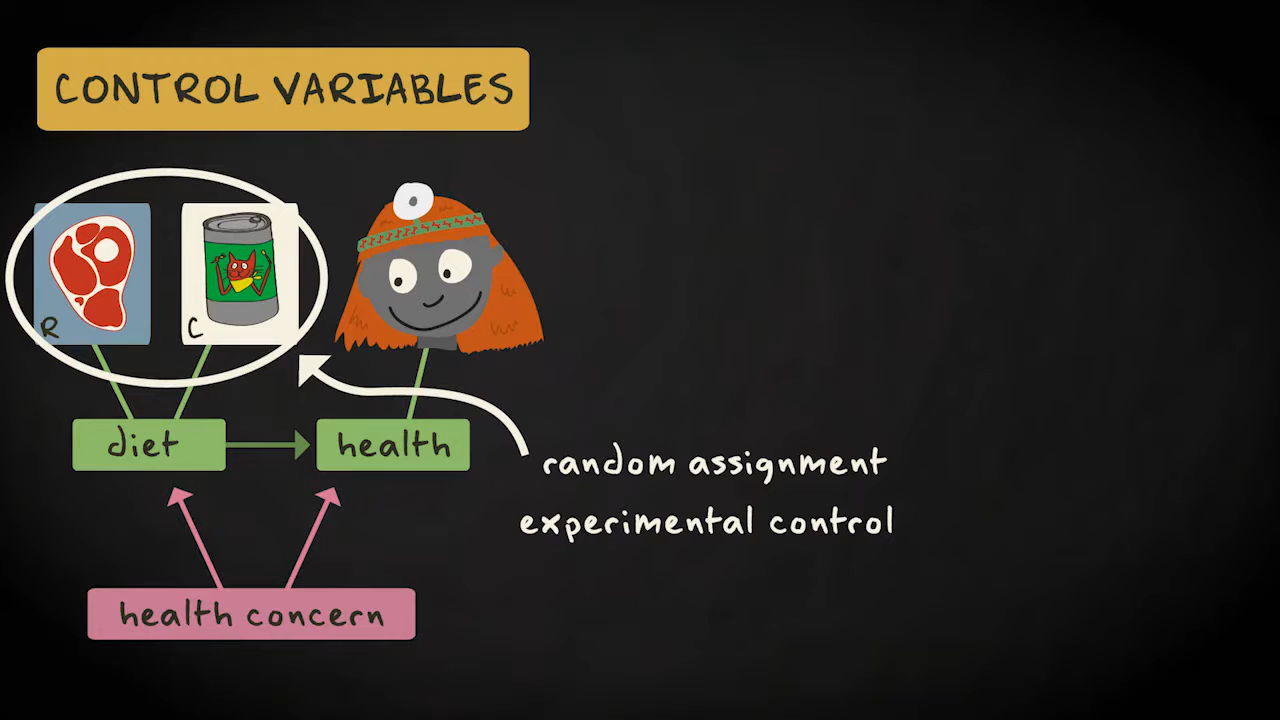 CONTROL VARIABLES
R
C
diet
health
random assignment
experimental control
health concern